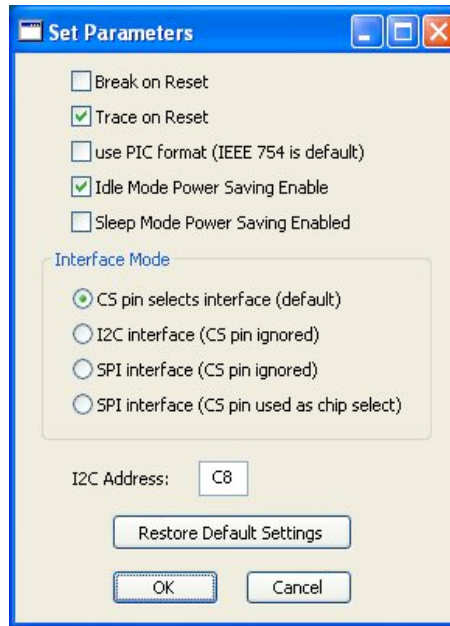 Set Parameters
Break on Reset
Trace on Reset
use PIC format (IEEE 754 is default)
Idle Mode Power Saving Enable
Sleep Mode Power Saving Enabled
Interface Mode
CS pin selects interface (default)
I2C interface (CS pin ignored)
SPI interface (CS pin ignored)
SPI interface (CS pin used as chip select)
I2C Address: C8
Restore Default Settings
OK Cancel